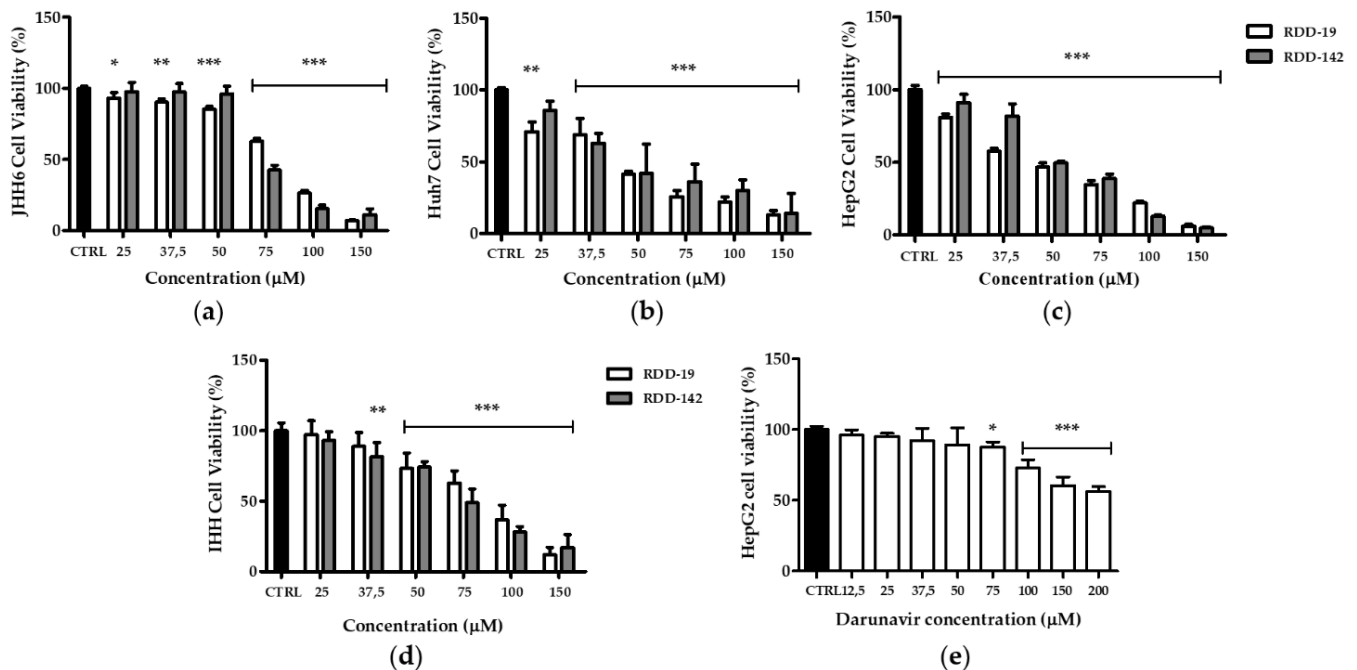 JHH6 Cell Viability (%)
150
100
50
0
* ** *** ***
CTRL 25 37,5 50 75 100 150
Concentration (μM)
(a)
Huh7 Cell Viability (%)
150
100
50
0
** ***
CTRL 25 37,5 50 75 100 150
Concentration (μM)
(b)
HepG2 Cell Viability (%)
150
100
50
0
***
CTRL 25 37,5 50 75 100 150
Concentration (μM)
(c)
RDD-19
RDD-142
IHH Cell Viability (%)
150
100
50
0
** ***
CTRL 25 37,5 50 75 100 150
Concentration (μM)
(d)
RDD-19
RDD-142
HepG2 cell viability (%)
150
100
50
0
* ***
CTRL 12,5 25 37,5 50 75 100 150 200
Darunavir concentration (μM)
(e)